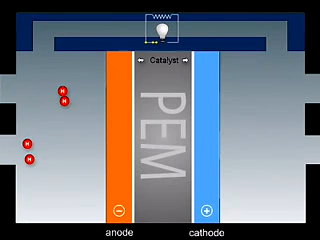 Catalyst
H
H
PEM
H
H
− +
anode cathode